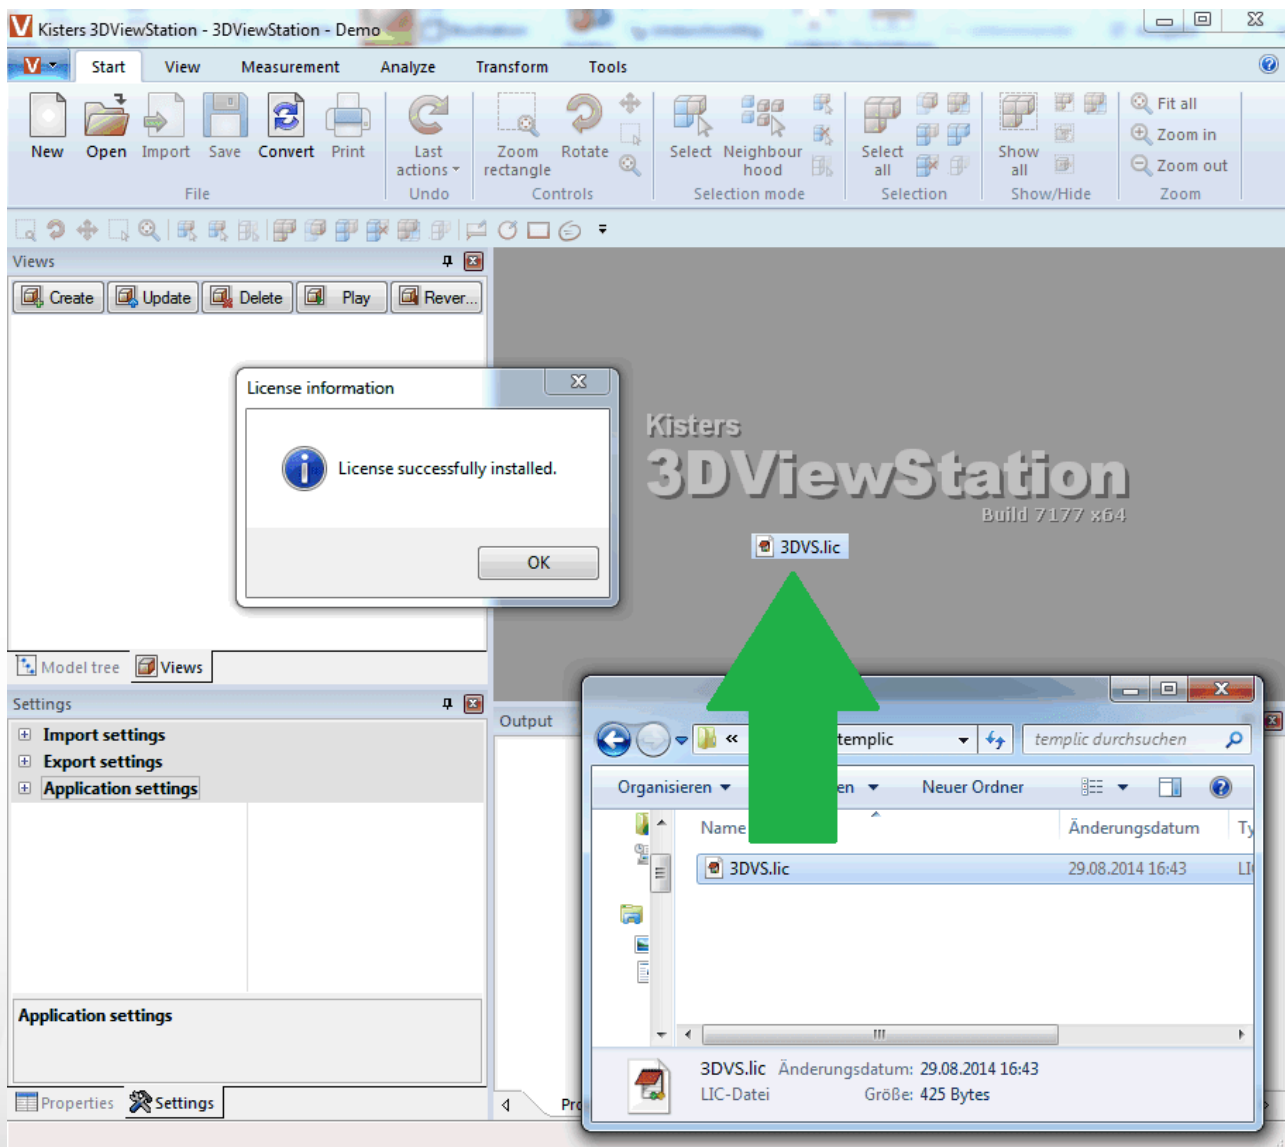 Kisters 3DViewStation - 3DViewStation - Demo
Start View Measurement Analyze Transform Tools
New Open Import Save Convert Print
Last actions
Zoom rectangle
Rotate
Select
Neighbour hood
Select all
Show all
Fit all
Zoom in
Zoom out
File Undo Controls Selection mode Selection Show/Hide Zoom
Views
Create Update Delete Play Rever...
License information
License successfully installed.
OK
Kisters
3DViewStation
Build 7177 x64
3DVS.lic
Model tree Views
Settings
Import settings
Export settings
Application settings
Application settings
Properties Settings
Output
« templic
templic durchsuchen
Organisieren Neuer Ordner
Name Änderungsdatum
3DVS.lic 29.08.2014 16:43
3DVS.lic Änderungsdatum: 29.08.2014 16:43
LIC-Datei Größe: 425 Bytes